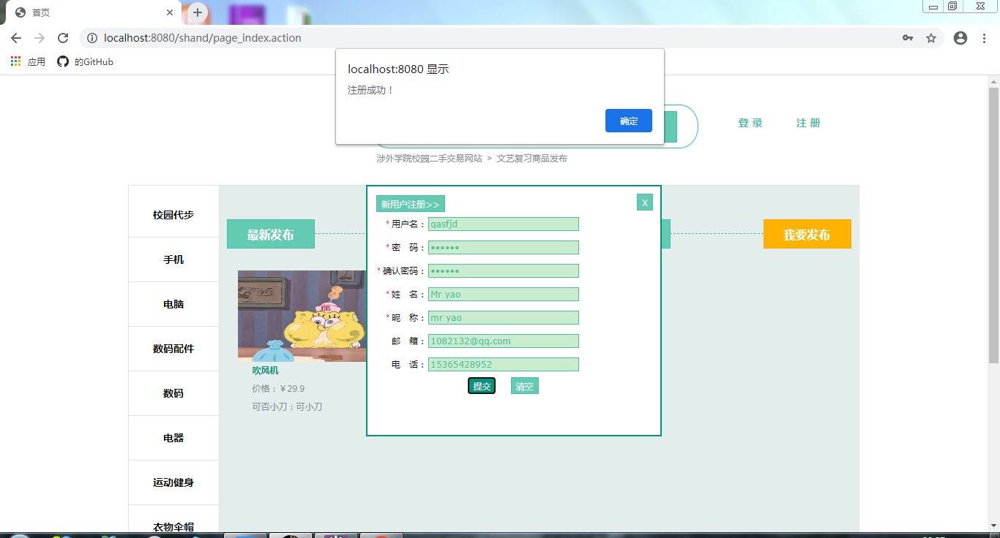 首页
localhost:8080/shand/page_index.action
应用 的GitHub
localhost:8080 显示
注册成功！
确定
登 录 注 册
涉外学院校园二手交易网站 > 文艺复习商品发布
校园代步
手机
电脑
数码配件
数码
电器
运动健身
衣物伞帽
最新发布
我要发布
吹风机
价格：￥29.9
可否小刀：可小刀
新用户注册>> X
* 用户名： qasfjd
* 密 码： ••••••
* 确认密码： ••••••
* 姓 名： Mr yao
* 昵 称： mr yao
邮 箱： 1082132@qq.com
电 话： 15365428952
提交 清空